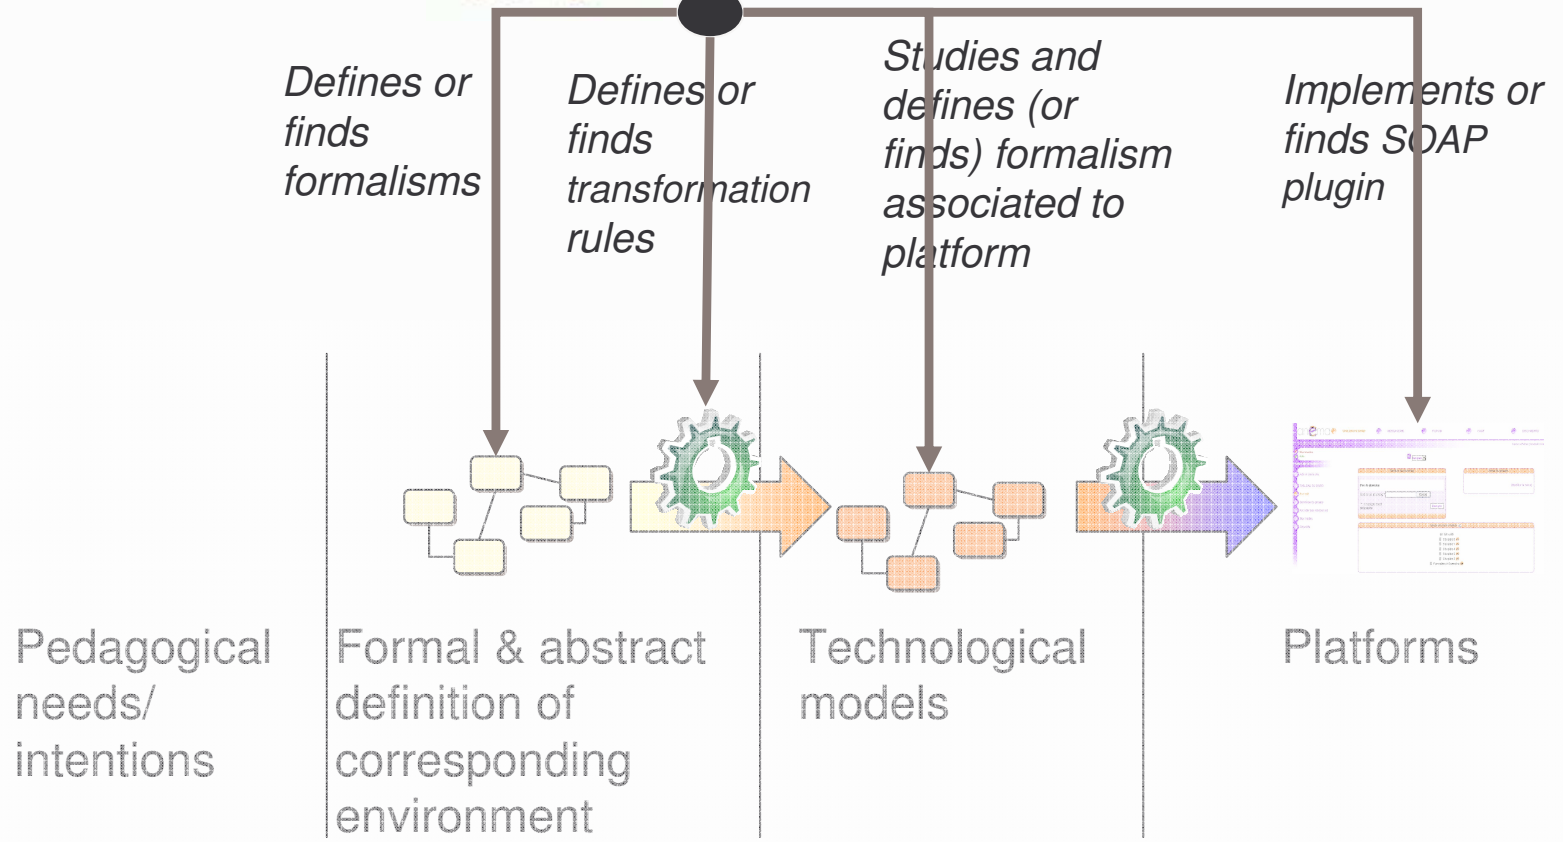 Defines or
finds
formalisms
Defines or
finds
transformation
rules
Studies and
defines (or
finds) formalism
associated to
platform
Implements or
finds SOAP
plugin
Pedagogical
needs/
intentions
Formal & abstract
definition of
corresponding
environment
Technological
models
Platforms